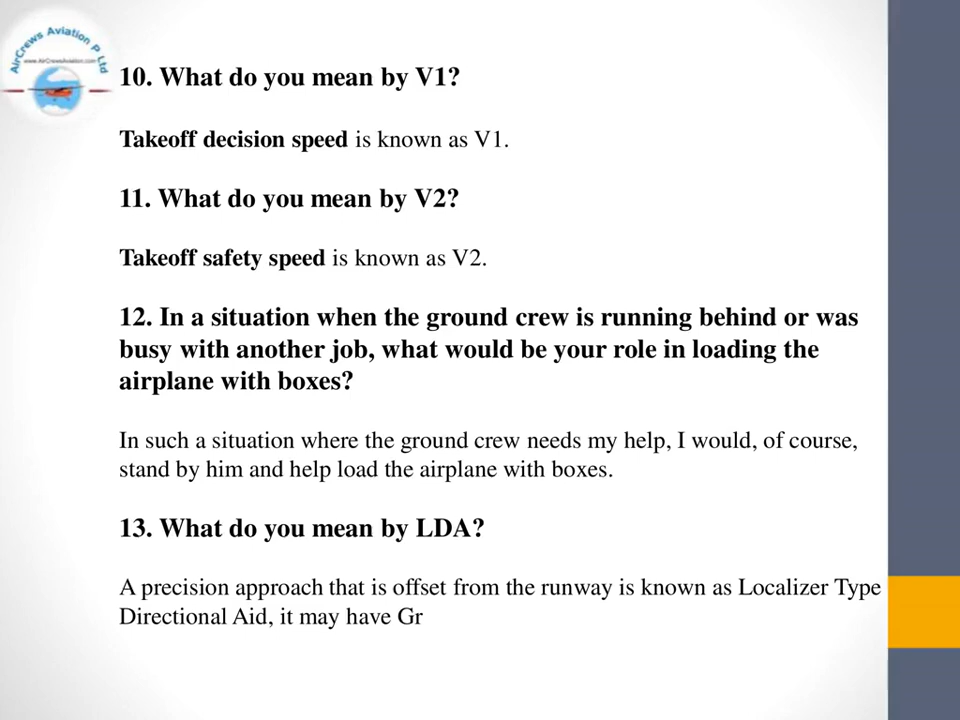 AirCrews Aviation P Ltd
www.AirCrewsAviation.com
10. What do you mean by V1?
Takeoff decision speed is known as V1.
11. What do you mean by V2?
Takeoff safety speed is known as V2.
12. In a situation when the ground crew is running behind or was
busy with another job, what would be your role in loading the
airplane with boxes?
In such a situation where the ground crew needs my help, I would, of course,
stand by him and help load the airplane with boxes.
13. What do you mean by LDA?
A precision approach that is offset from the runway is known as Localizer Type
Directional Aid, it may have Gr